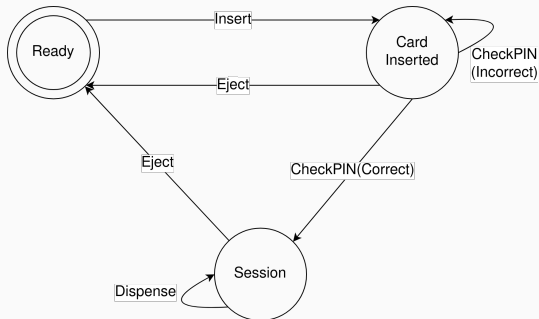 Insert
Ready
Card
Inserted
CheckPIN
(Incorrect)
Eject
Eject
CheckPIN(Correct)
Session
Dispense